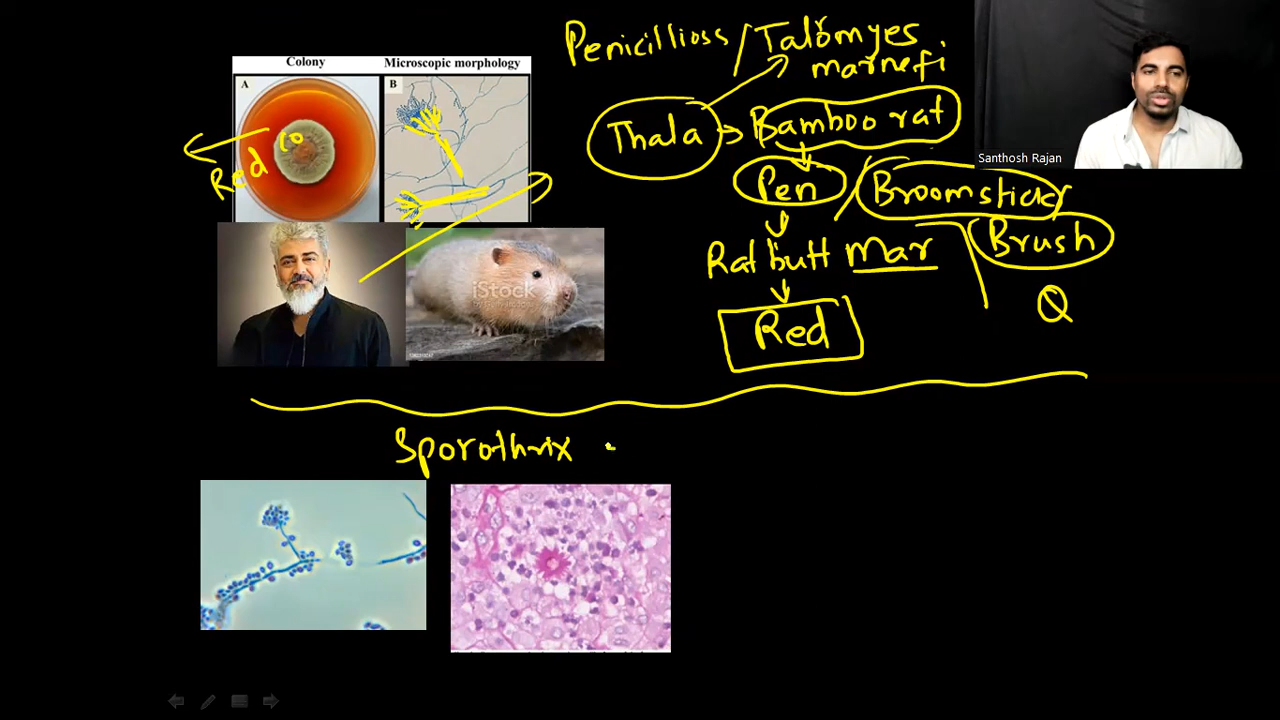 Penicillioss / Talomyes
marnefi
Colony Microscopic morphology
A B
Red
Thala → Bamboo rat
Santhosh Rajan
Pen / Broomstick
Brush
Rat butt Mar
Q
iStock
Red
Sporothrix